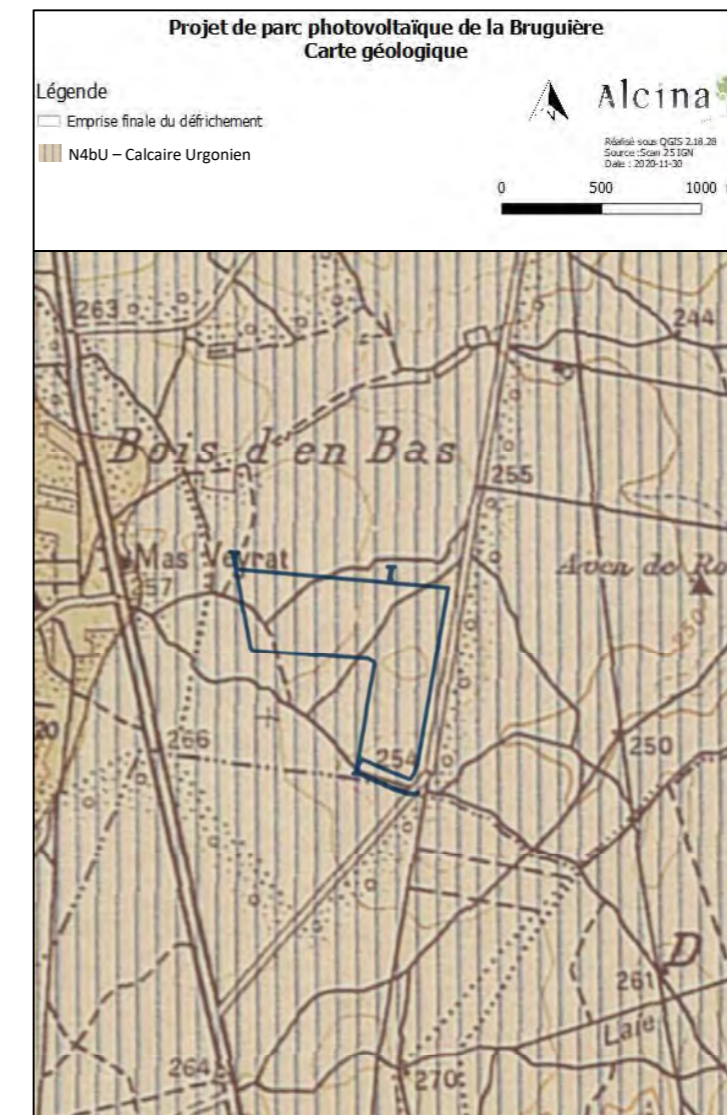 Projet de parc photovoltaïque de la Bruguière
Carte géologique
Légende
Emprise finale du défrichement
N4bU – Calcaire Urgonien
Alcina
Réalisé sous QGIS 2.18.28
Source : Scan 25 IGN
Date : 2020-11-30
0 500 1000
263
244
Bois d'en Bas
255
Mas Veyrat
Aven de Ro
257
250
20
266
254
250
D
261
Laie
264
270